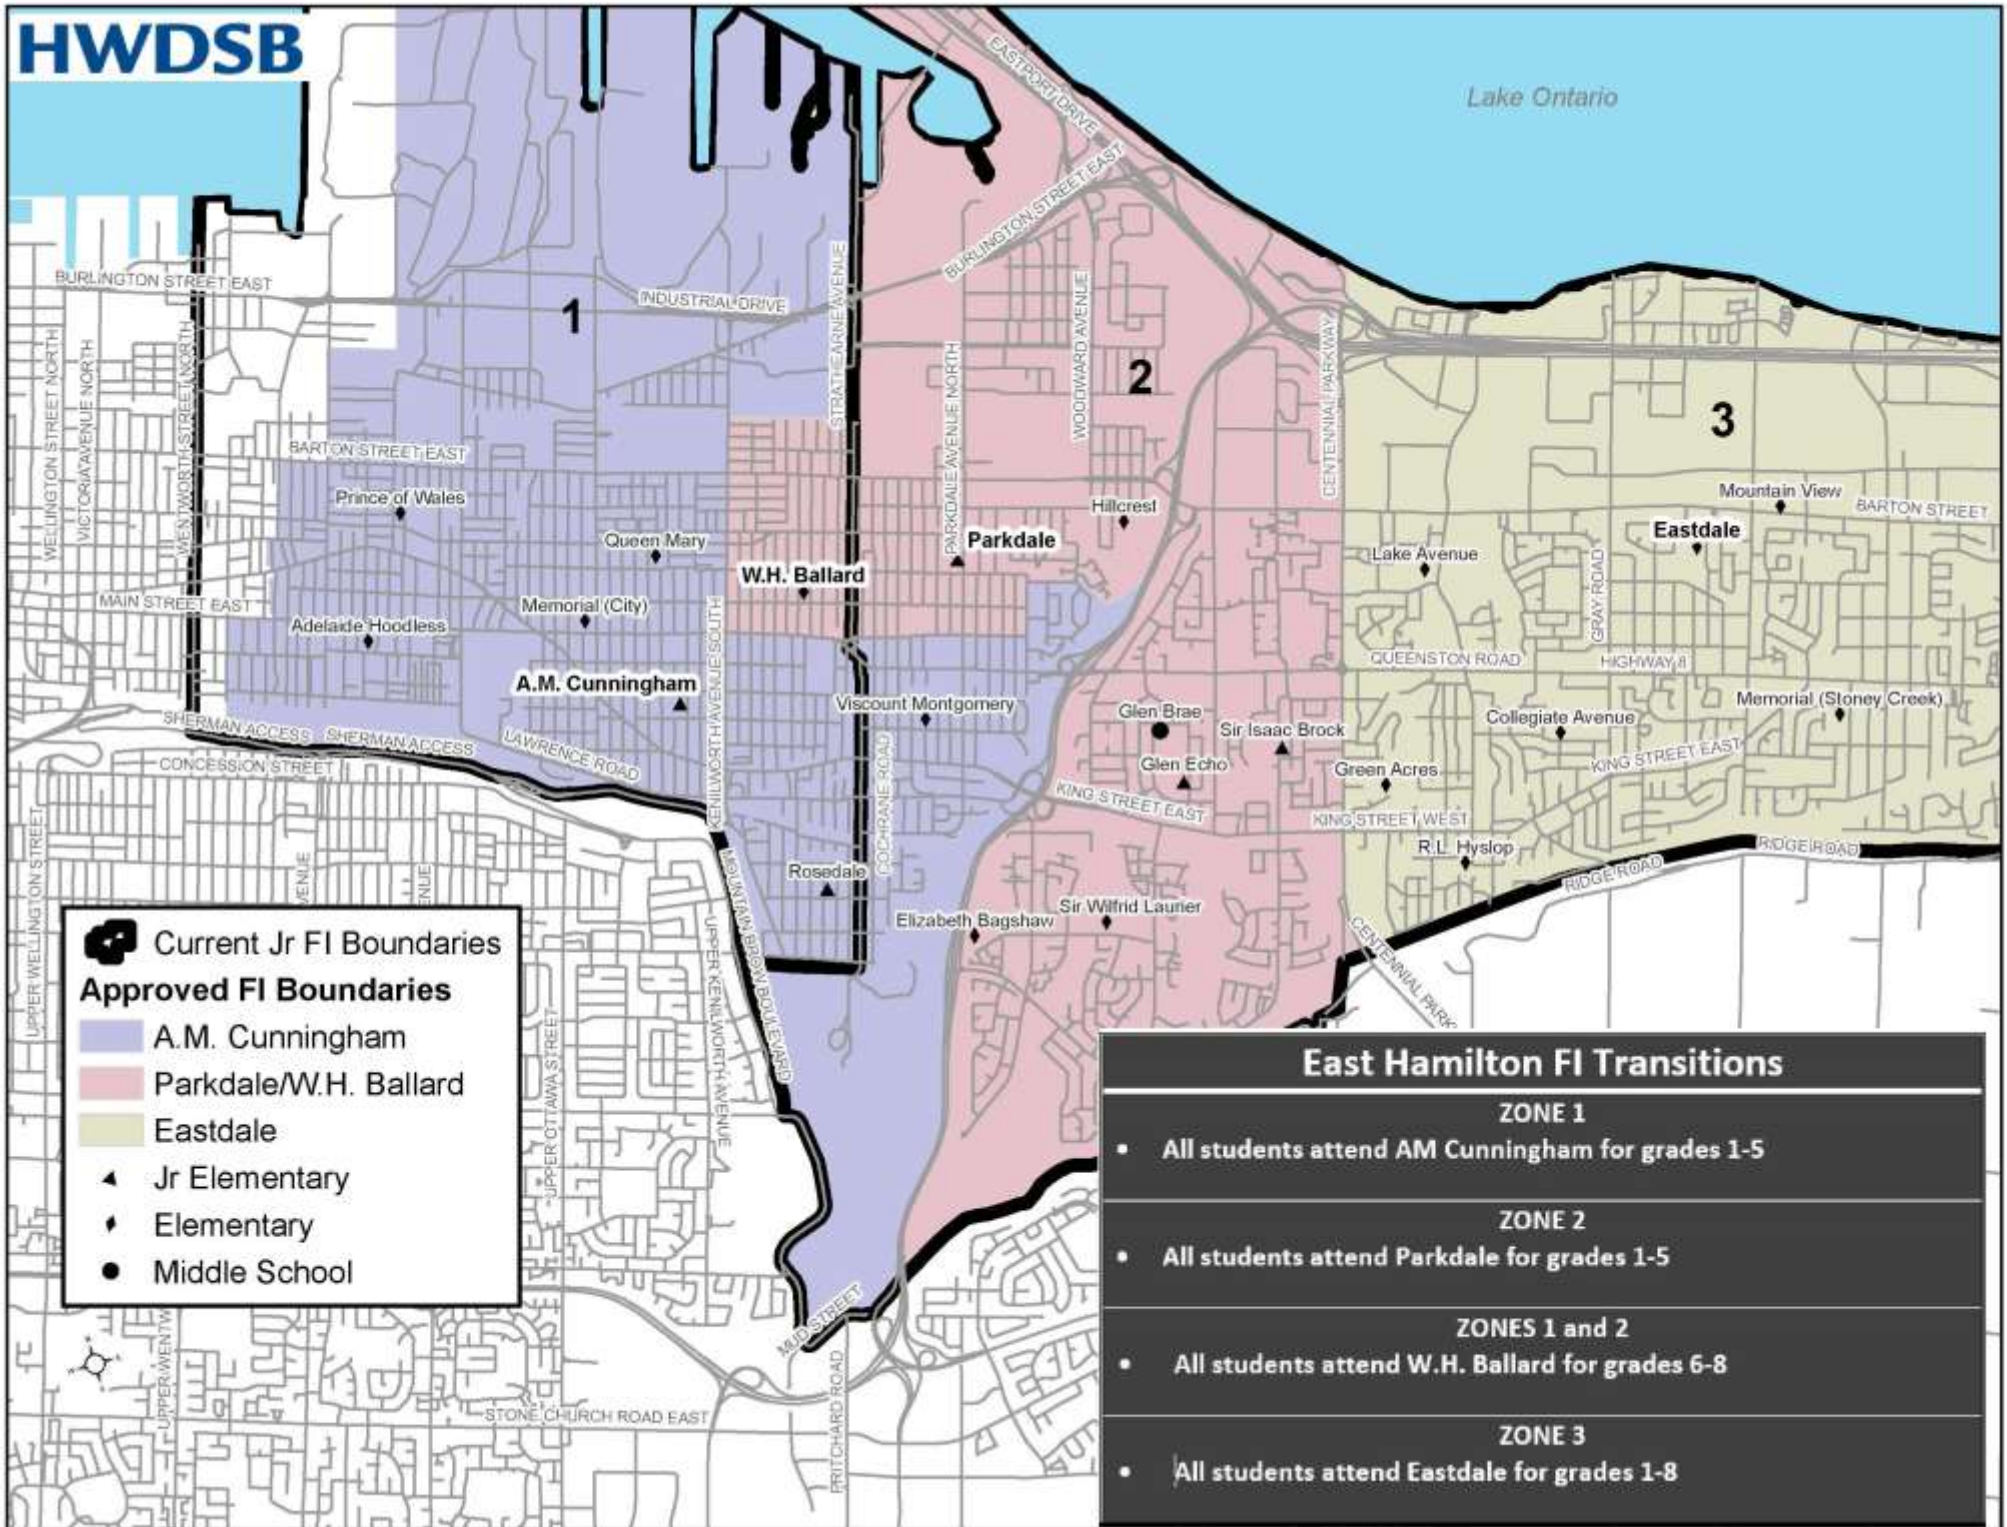 HWDSB
Lake Ontario
EASTPORT DRIVE
BURLINGTON STREET EAST
BURLINGTON STREET EAST
INDUSTRIAL DRIVE
1
2
3
STRATHEARNE AVENUE
WOODWARD AVENUE
CENTENNIAL PARKWAY
PARKDALE AVENUE NORTH
WELLINGTON STREET NORTH
VICTORIA AVENUE NORTH
WENTWORTH STREET NORTH
BARTON STREET EAST
Prince of Wales
Queen Mary
W.H. Ballard
Parkdale
Hillcrest
Mountain View
BARTON STREET
Eastdale
Lake Avenue
GRAY ROAD
MAIN STREET EAST
Memorial (City)
Adelaide Hoodless
KENILWORTH AVENUE SOUTH
QUEENSTON ROAD
HIGHWAY 8
A.M. Cunningham
Viscount Montgomery
Glen Brae
Sir Isaac Brock
Collegiate Avenue
Memorial (Stoney Creek)
SHERMAN ACCESS
SHERMAN ACCESS
LAWRENCE ROAD
CONCESSION STREET
COCHRANE ROAD
Glen Echo
Green Acres
KING STREET EAST
KING STREET EAST
KING STREET WEST
R.L. Hyslop
RIDGE ROAD
RIDGE ROAD
Rosedale
Elizabeth Bagshaw
Sir Wilfrid Laurier
CENTENNIAL PARK
UPPER WELLINGTON STREET
VENUE
ENUE
MOUNTAIN BROW BOULEVARD
UPPER KENILWORTH AVENUE
UPPER OTTAWA STREET
UPPER WENTW
MUD STREET
PRITCHARD ROAD
STONE CHURCH ROAD EAST
Current Jr FI Boundaries
Approved FI Boundaries
A.M. Cunningham
Parkdale/W.H. Ballard
Eastdale
Jr Elementary
Elementary
Middle School
East Hamilton FI Transitions
ZONE 1
• All students attend AM Cunningham for grades 1-5
ZONE 2
• All students attend Parkdale for grades 1-5
ZONES 1 and 2
• All students attend W.H. Ballard for grades 6-8
ZONE 3
• All students attend Eastdale for grades 1-8